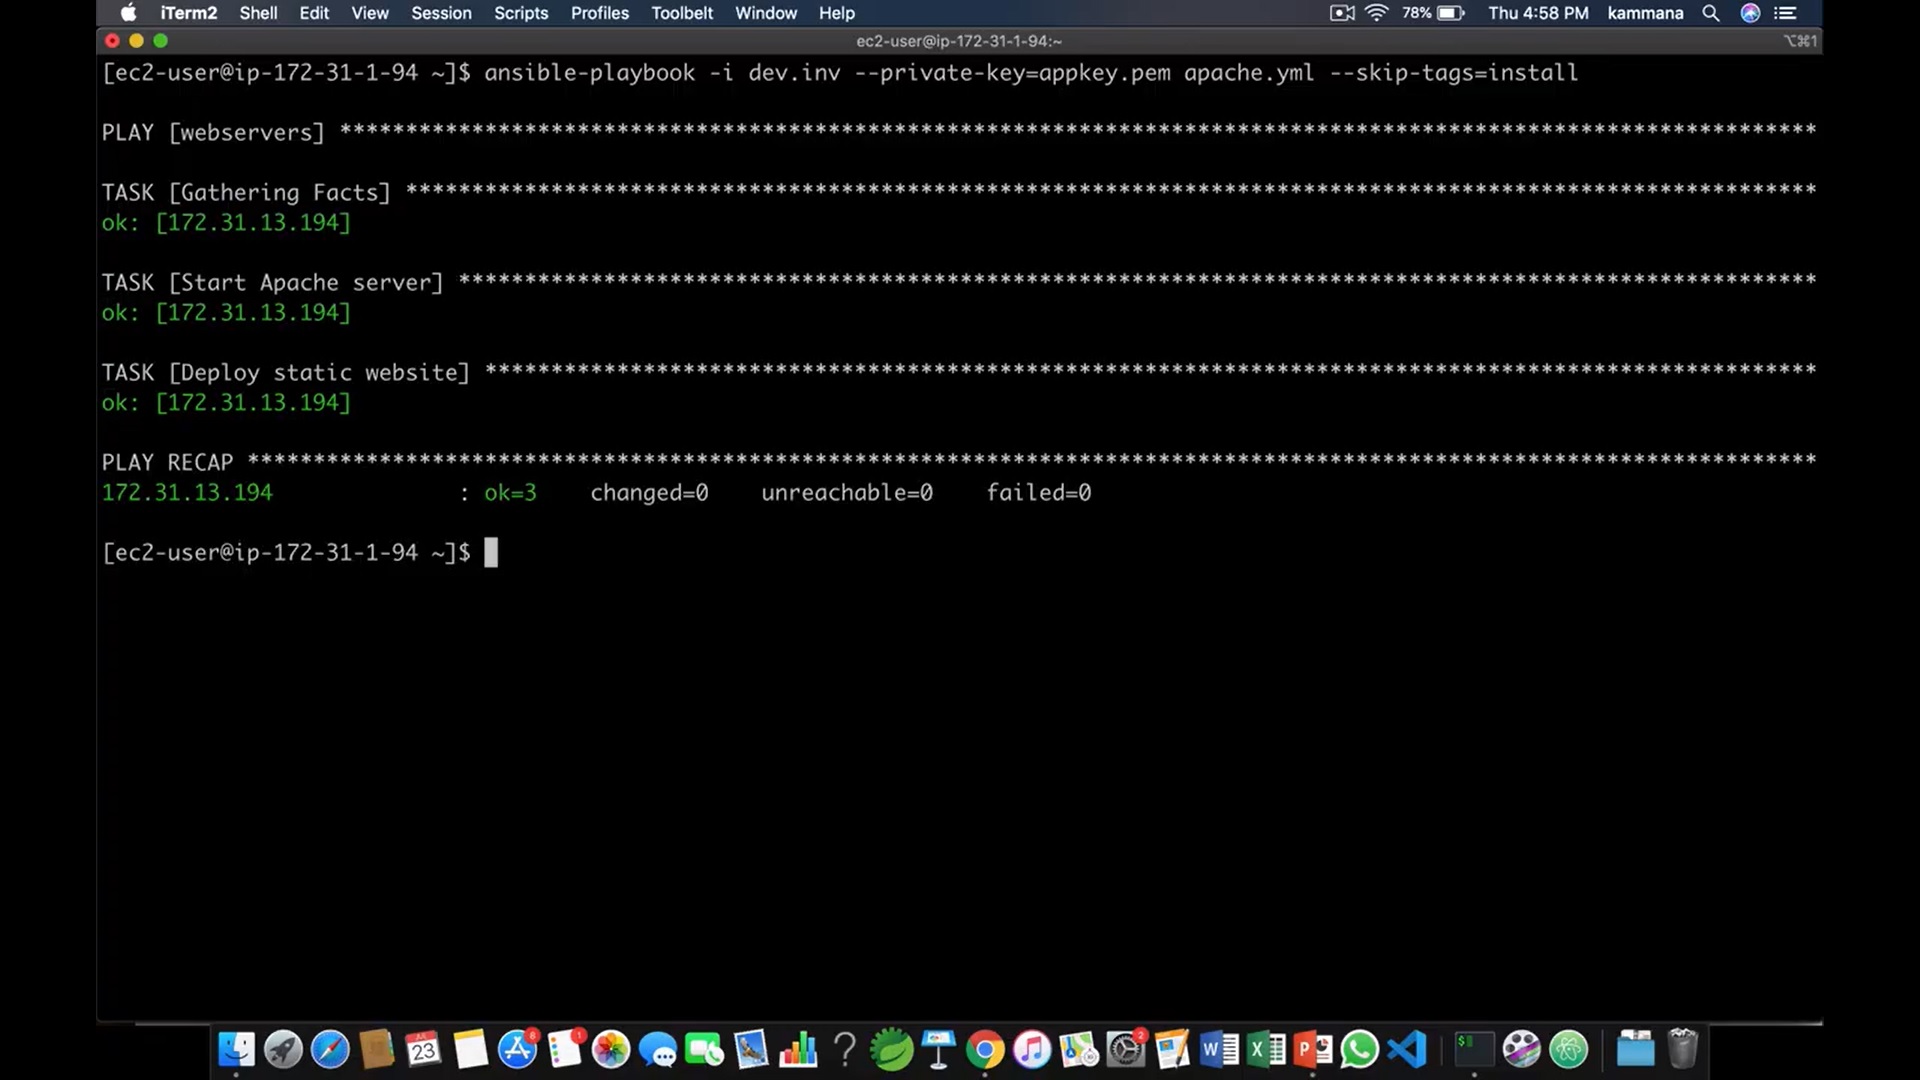 iTerm2 Shell Edit View Session Scripts Profiles Toolbelt Window Help 78% Thu 4:58 PM kammana
ec2-user@ip-172-31-1-94:~ ⌥⌘1
[ec2-user@ip-172-31-1-94 ~]$ ansible-playbook -i dev.inv --private-key=appkey.pem apache.yml --skip-tags=install
PLAY [webservers] ****************************************************************************************************************
TASK [Gathering Facts] ***********************************************************************************************************
ok: [172.31.13.194]
TASK [Start Apache server] *******************************************************************************************************
ok: [172.31.13.194]
TASK [Deploy static website] *****************************************************************************************************
ok: [172.31.13.194]
PLAY RECAP ***********************************************************************************************************************
172.31.13.194 : ok=3 changed=0 unreachable=0 failed=0
[ec2-user@ip-172-31-1-94 ~]$